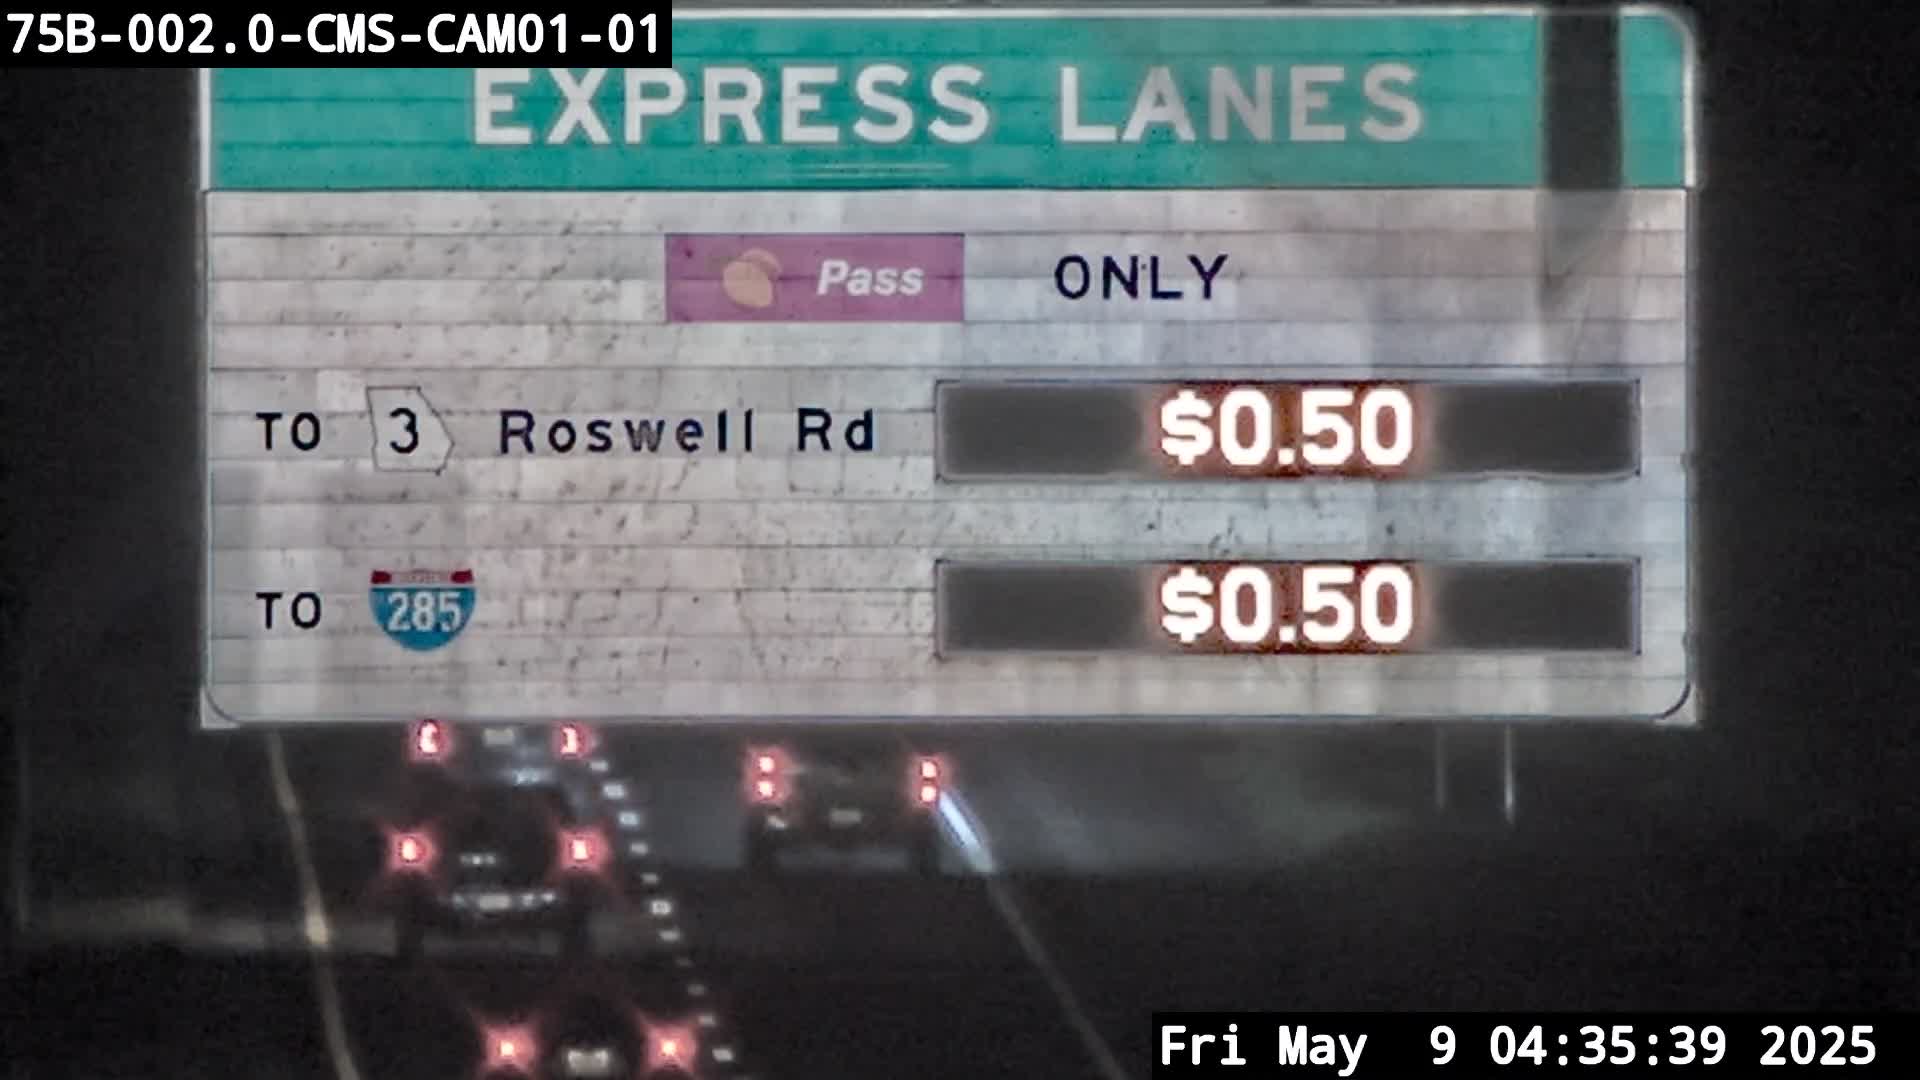 75B-002.0-CMS-CAM01-01
EXPRESS LANES
Pass ONLY
TO 3 Roswell Rd $0.50
TO 285 $0.50
Fri May 9 04:35:39 2025